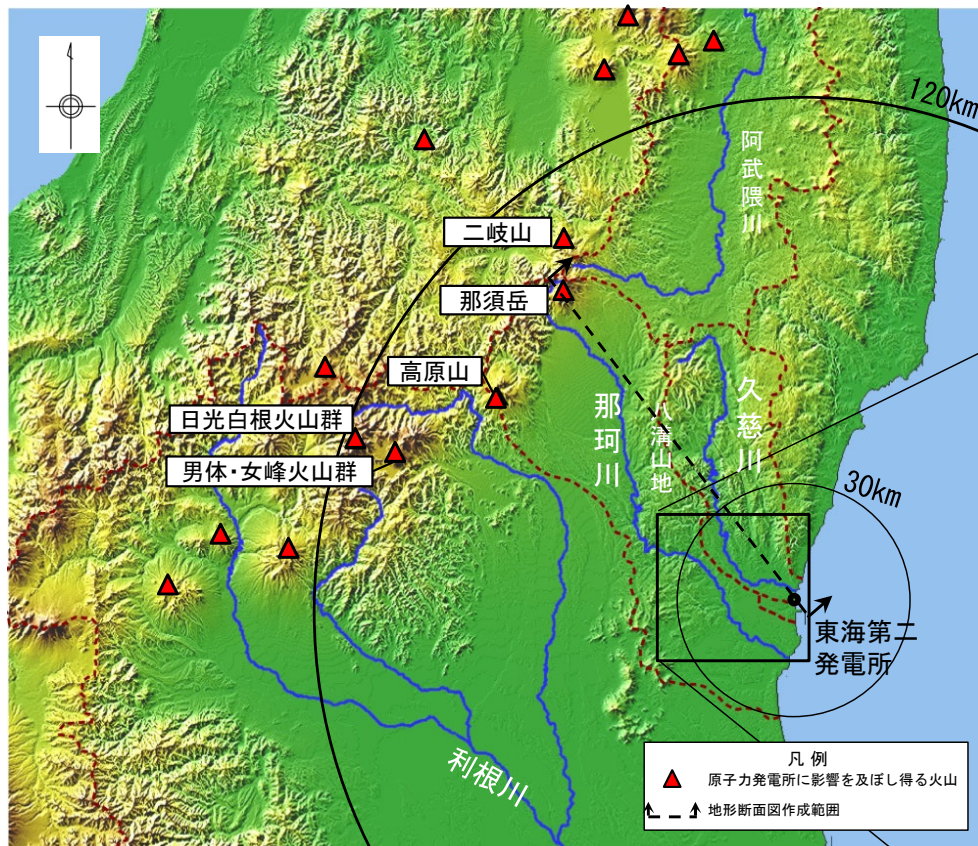 120km
阿武隈川
二岐山
那須岳
高原山
日光白根火山群
男体・女峰火山群
那珂川
八溝山地
久慈川
30km
東海第二
発電所
利根川
凡 例
原子力発電所に影響を及ぼし得る火山
地形断面図作成範囲